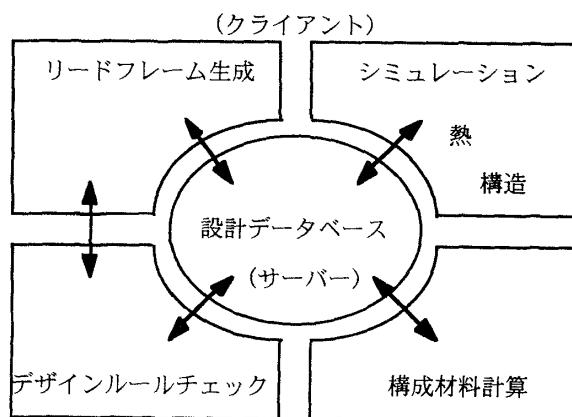 (クライアント)
リードフレーム生成
シミュレーション
熱
構造
設計データベース
(サーバー)
デザインルールチェック
構成材料計算